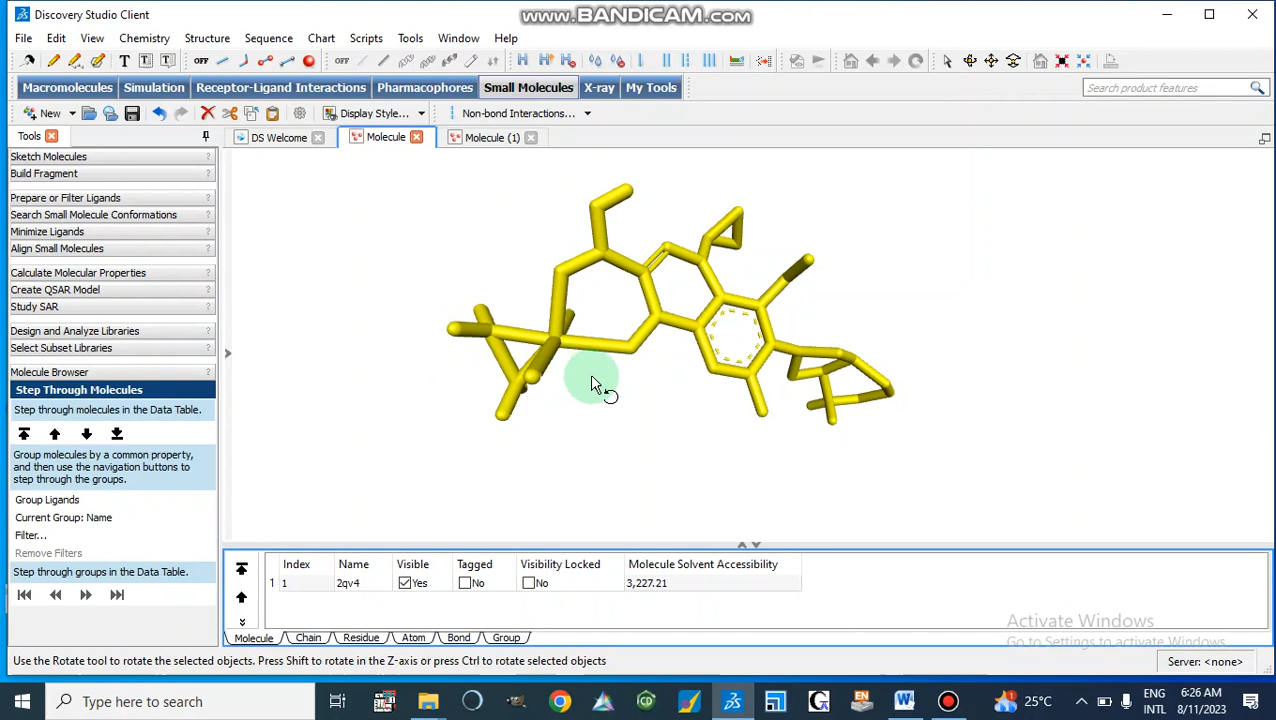 Discovery Studio Client
www.BANDICAM.com
File Edit View Chemistry Structure Sequence Chart Scripts Tools Window Help
OFF OFF
Macromolecules Simulation Receptor-Ligand Interactions Pharmacophores Small Molecules X-ray My Tools Search product features
New Display Style... Non-bond Interactions...
Tools DS Welcome Molecule Molecule (1)
Sketch Molecules ?
Build Fragment ?
Prepare or Filter Ligands ?
Search Small Molecule Conformations ?
Minimize Ligands ?
Align Small Molecules ?
Calculate Molecular Properties ?
Create QSAR Model ?
Study SAR ?
Design and Analyze Libraries ?
Select Subset Libraries ?
Molecule Browser ?
Step Through Molecules
Step through molecules in the Data Table.
Group molecules by a common property,
and then use the navigation buttons to
step through the groups.
Group Ligands
Current Group: Name
Filter...
Remove Filters
Step through groups in the Data Table.
Index Name Visible Tagged Visibility Locked Molecule Solvent Accessibility
1 1 2qv4 Yes No No 3,227.21
Molecule Chain Residue Atom Bond Group
Activate Windows
Go to Settings to activate Windows.
Use the Rotate tool to rotate the selected objects. Press Shift to rotate in the Z-axis or press Ctrl to rotate selected objects
Server: <none>
Type here to search
EN
25°C
ENG
INTL
6:26 AM
8/11/2023